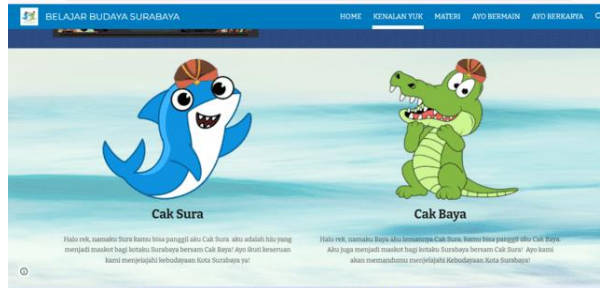 BELAJAR BUDAYA SURABAYA
HOME KENALAN YUK MATERI AYO BERMAIN AYO BERKARYA
Cak Sura
Halo rek, namaku Sura kamu bisa panggil aku Cak Sura. aku adalah hiu yang
menjadi maskot bagi kotaku Surabaya bersam Cak Baya! Ayo ikuti keseruan
kami menjelajahi kebudayaan Kota Surabaya ya!
Cak Baya
Halo rek, namaku Baya aku temannya Cak Sura, kamu bisa panggil aku Cak Baya.
Aku juga menjadi maskot bagi kotaku Surabaya bersam Cak Sura! Ayo kami
akan memandumu menjelajahi Kebudayaan Kota Surabaya!